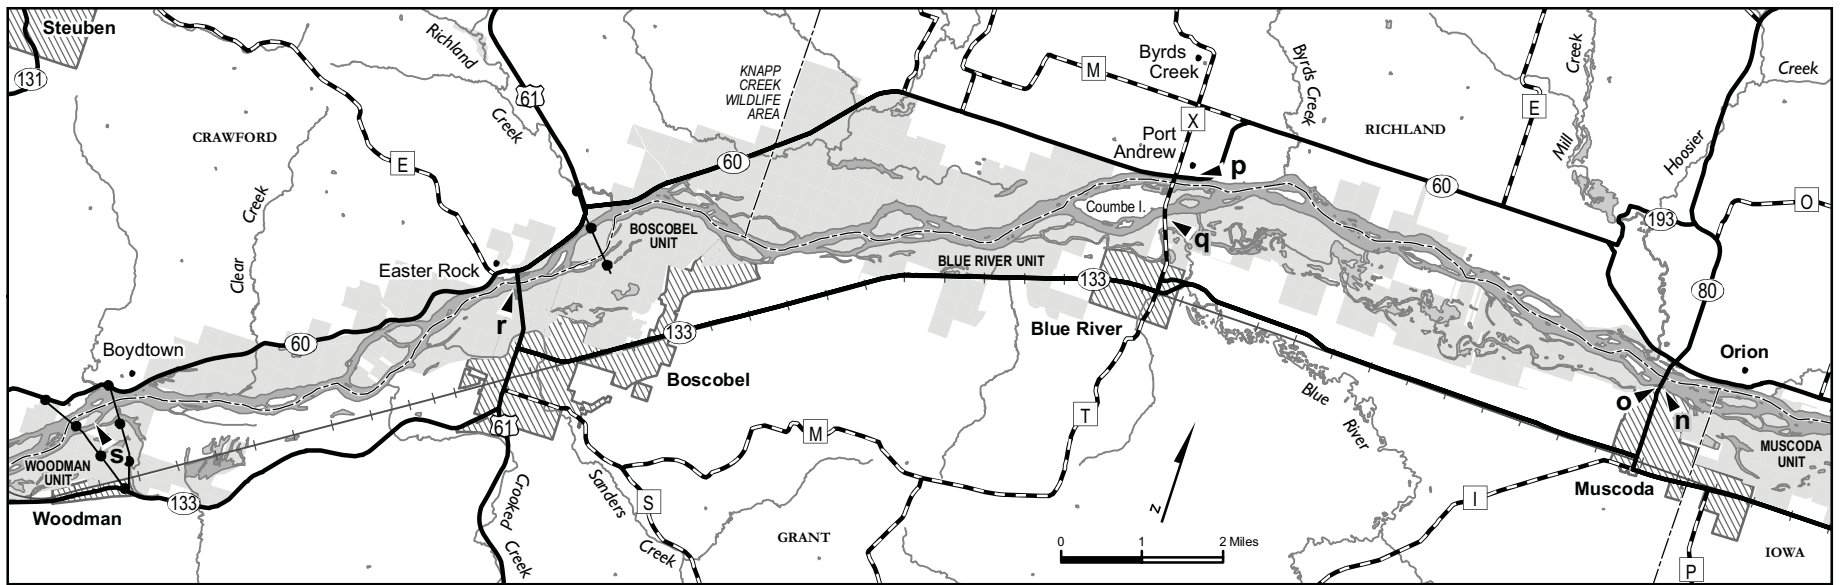 Steuben
131
CRAWFORD
Richland
Creek
61
E
Clear
Creek
KNAPP
CREEK
WILDLIFE
AREA
60
M
Byrds
Creek
X
Port
Andrew
p
Byrds Creek
RICHLAND
E
Mill
Creek
Hoosier
Creek
60
193
O
80
Coumbe I.
q
BOSCOBEL
UNIT
BLUE RIVER UNIT
133
Easter Rock
r
60
Boydtown
133
Boscobel
Blue River
Blue
River
Orion
o
n
MUSCODA
UNIT
WOODMAN
UNIT
s
Woodman
133
61
Crooked
Creek
Sanders
Creek
S
M
T
GRANT
N
0
1
2 Miles
I
Muscoda
P
IOWA